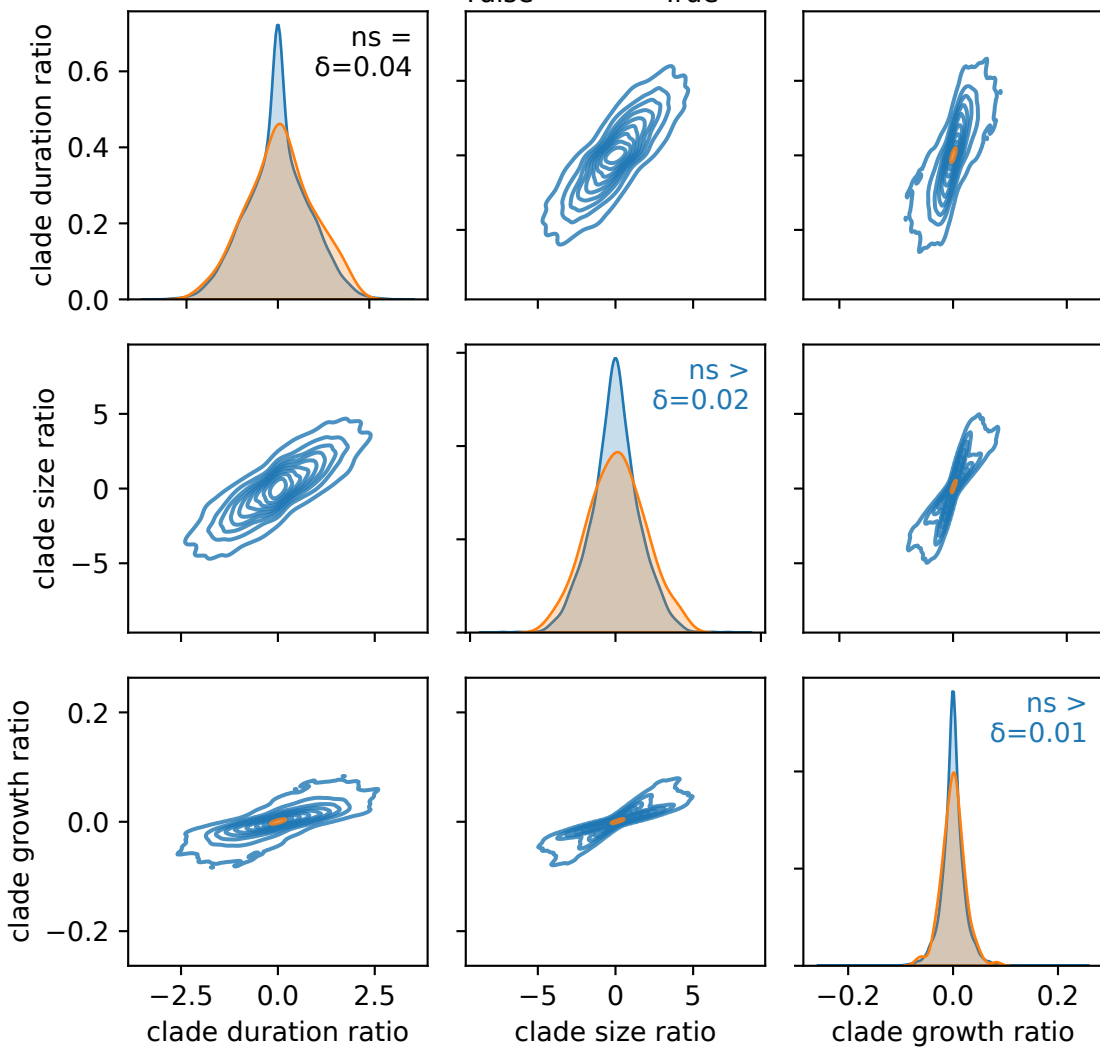 clade duration ratio
0.6
0.4
0.2
0.0
ns =
δ=0.04
clade size ratio
5
0
−5
ns >
δ=0.02
clade growth ratio
0.2
0.0
−0.2
ns >
δ=0.01
−2.5 0.0 2.5
−5 0 5
−0.2 0.0 0.2
clade duration ratio
clade size ratio
clade growth ratio